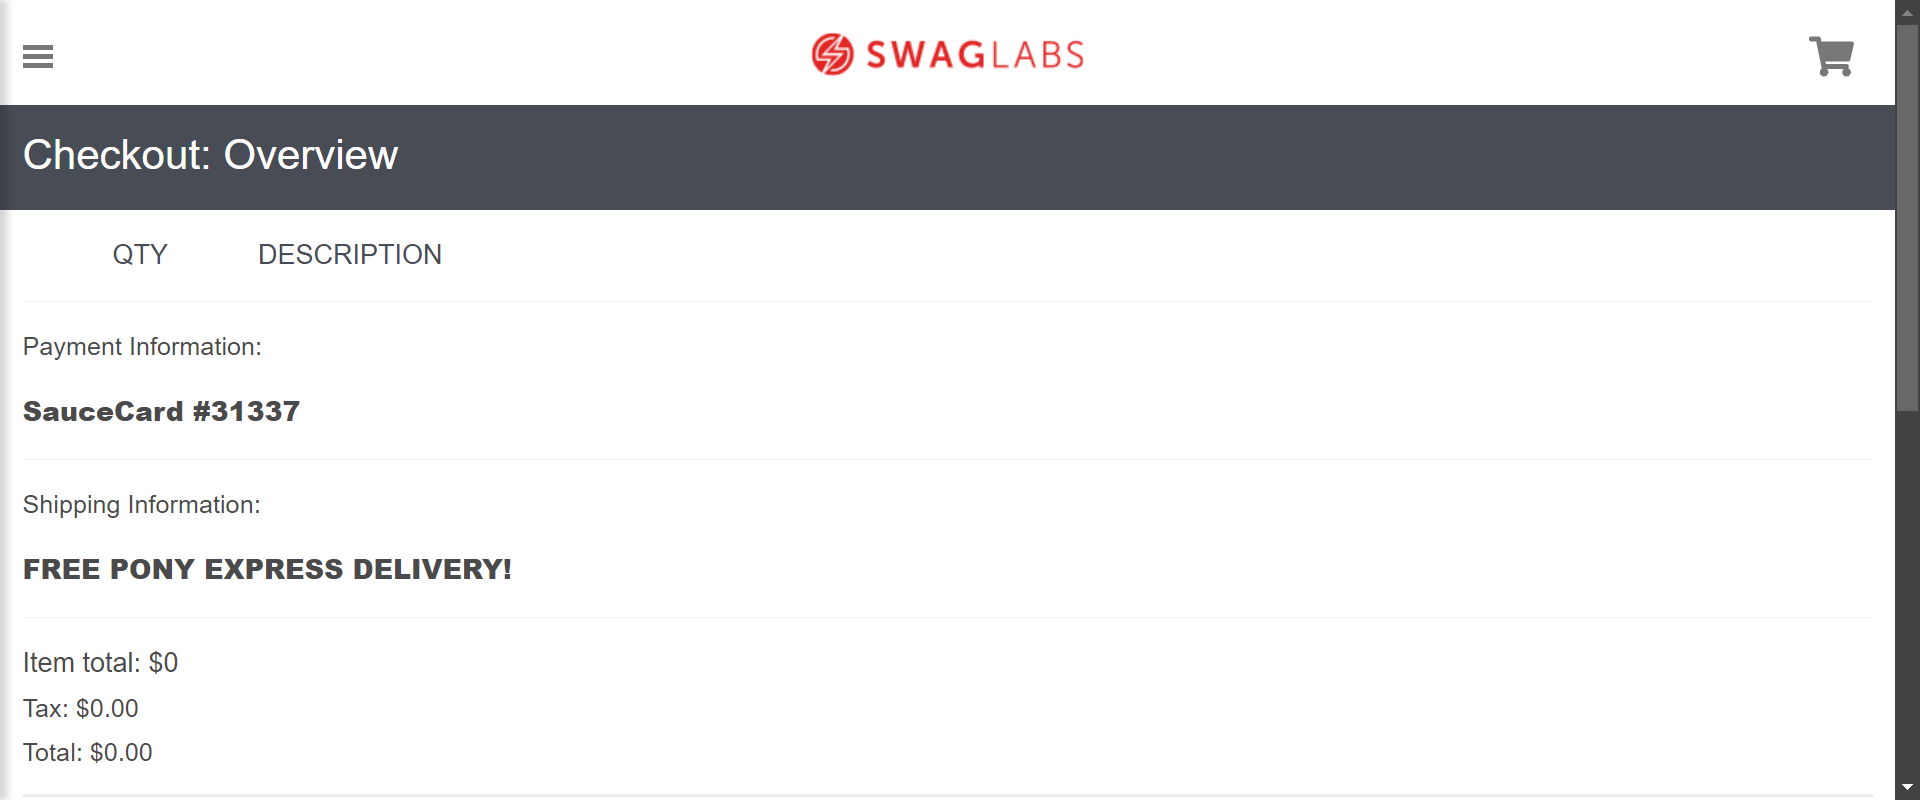 SWAGLABS
Checkout: Overview
QTY DESCRIPTION
Payment Information:
SauceCard #31337
Shipping Information:
FREE PONY EXPRESS DELIVERY!
Item total: $0
Tax: $0.00
Total: $0.00